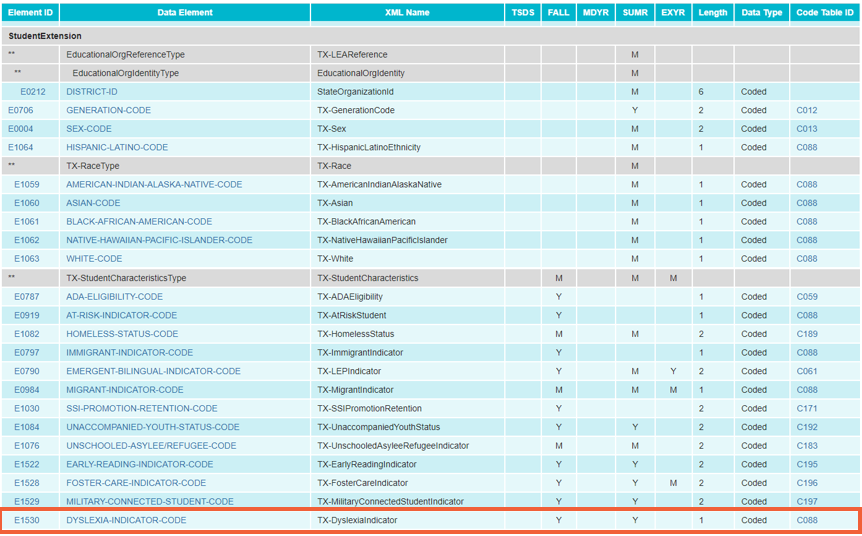 Element ID Data Element XML Name TSDS FALL MDYR SUMR EXYR Length Data Type Code Table ID
StudentExtension
** EducationalOrgReferenceType TX-LEAReference M
** EducationalOrgIdentityType EducationalOrgIdentity M
E0212 DISTRICT-ID StateOrganizationId M 6 Coded
E0706 GENERATION-CODE TX-GenerationCode Y 2 Coded C012
E0004 SEX-CODE TX-Sex M 2 Coded C013
E1064 HISPANIC-LATINO-CODE TX-HispanicLatinoEthnicity M 1 Coded C088
** TX-RaceType TX-Race M
E1059 AMERICAN-INDIAN-ALASKA-NATIVE-CODE TX-AmericanIndianAlaskaNative M 1 Coded C088
E1060 ASIAN-CODE TX-Asian M 1 Coded C088
E1061 BLACK-AFRICAN-AMERICAN-CODE TX-BlackAfricanAmerican M 1 Coded C088
E1062 NATIVE-HAWAIIAN-PACIFIC-ISLANDER-CODE TX-NativeHawaiianPacificIslander M 1 Coded C088
E1063 WHITE-CODE TX-White M 1 Coded C088
** TX-StudentCharacteristicsType TX-StudentCharacteristics M M M
E0787 ADA-ELIGIBILITY-CODE TX-ADAEligibility Y 1 Coded C059
E0919 AT-RISK-INDICATOR-CODE TX-AtRiskStudent Y 1 Coded C088
E1082 HOMELESS-STATUS-CODE TX-HomelessStatus M M 2 Coded C189
E0797 IMMIGRANT-INDICATOR-CODE TX-ImmigrantIndicator Y 1 Coded C088
E0790 EMERGENT-BILINGUAL-INDICATOR-CODE TX-LEPIndicator Y M Y 2 Coded C061
E0984 MIGRANT-INDICATOR-CODE TX-MigrantIndicator M M M 1 Coded C088
E1030 SSI-PROMOTION-RETENTION-CODE TX-SSIPromotionRetention Y 2 Coded C171
E1084 UNACCOMPANIED-YOUTH-STATUS-CODE TX-UnaccompaniedYouthStatus Y Y 2 Coded C192
E1076 UNSCHOOLED-ASYLEE/REFUGEE-CODE TX-UnschooledAsyleeRefugeeIndicator M M 2 Coded C183
E1522 EARLY-READING-INDICATOR-CODE TX-EarlyReadingIndicator Y Y 2 Coded C195
E1528 FOSTER-CARE-INDICATOR-CODE TX-FosterCareIndicator Y Y M 2 Coded C196
E1529 MILITARY-CONNECTED-STUDENT-CODE TX-MilitaryConnectedStudentIndicator Y Y 2 Coded C197
E1530 DYSLEXIA-INDICATOR-CODE TX-DyslexiaIndicator Y Y 1 Coded C088